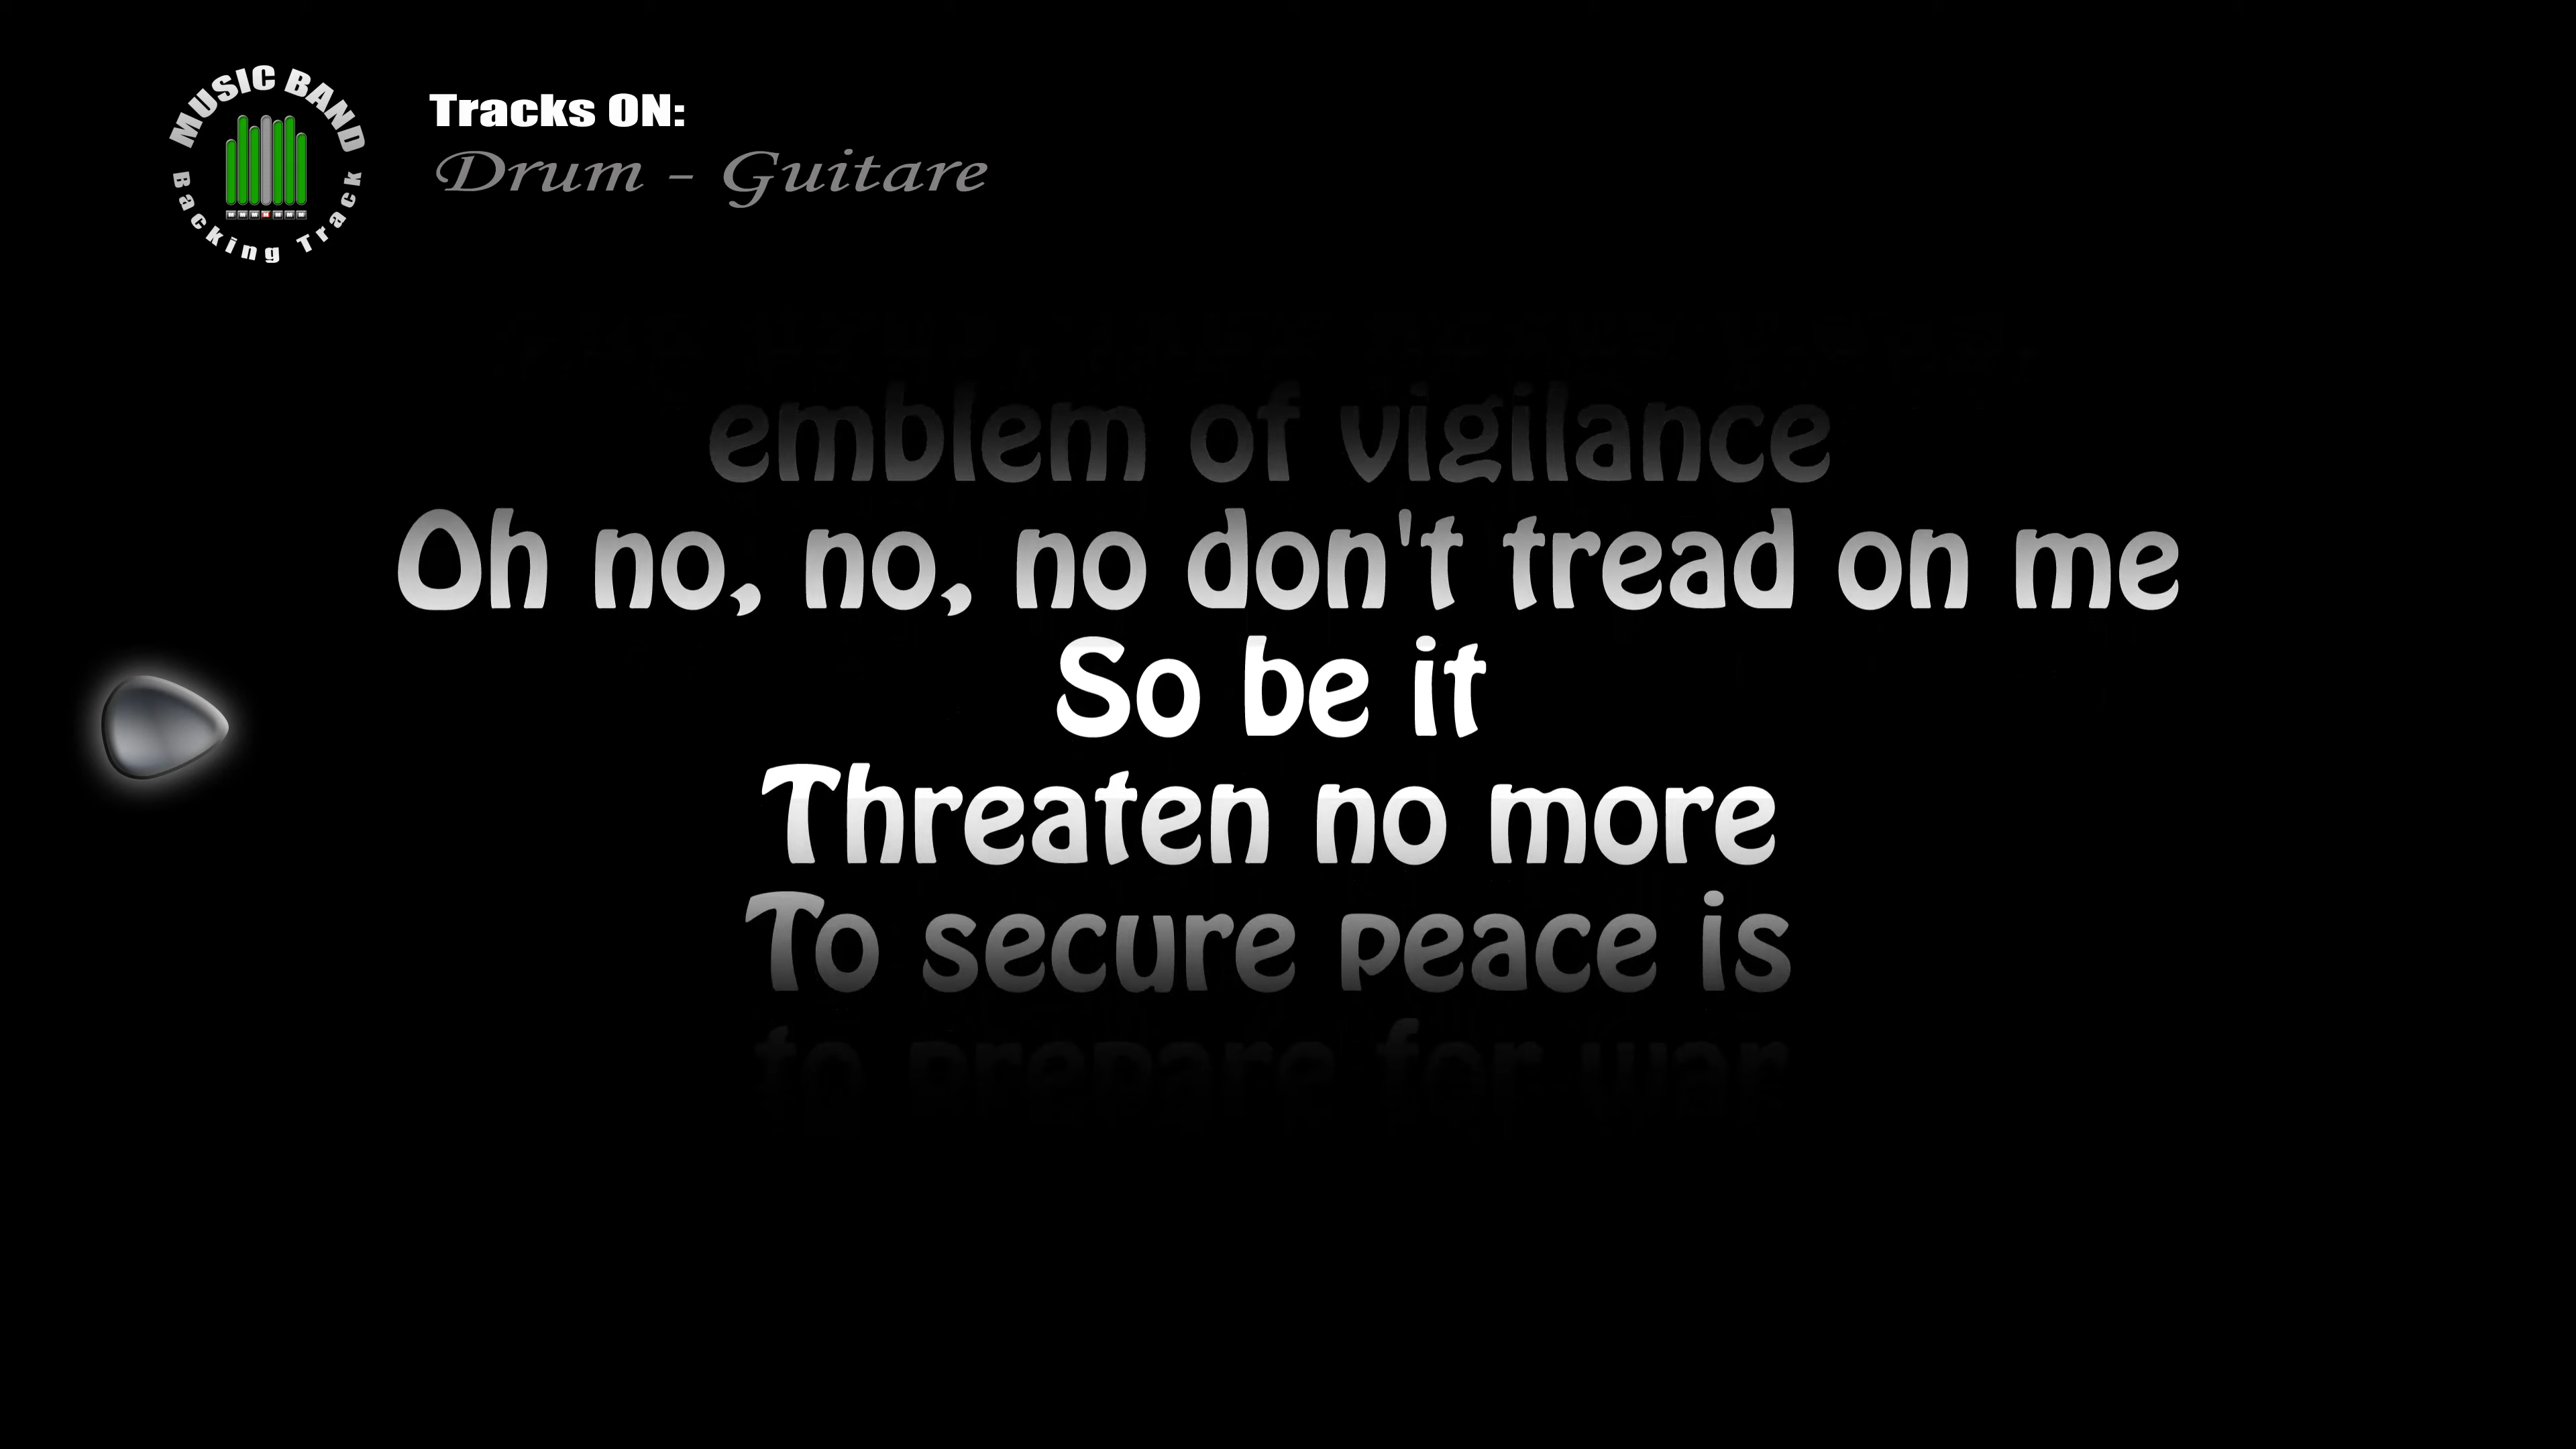 MUSIC BAND
Backing Track
Tracks ON:
Drum - Guitare
emblem of vigilance
Oh no, no, no don't tread on me
So be it
Threaten no more
To secure peace is
to prepare for war